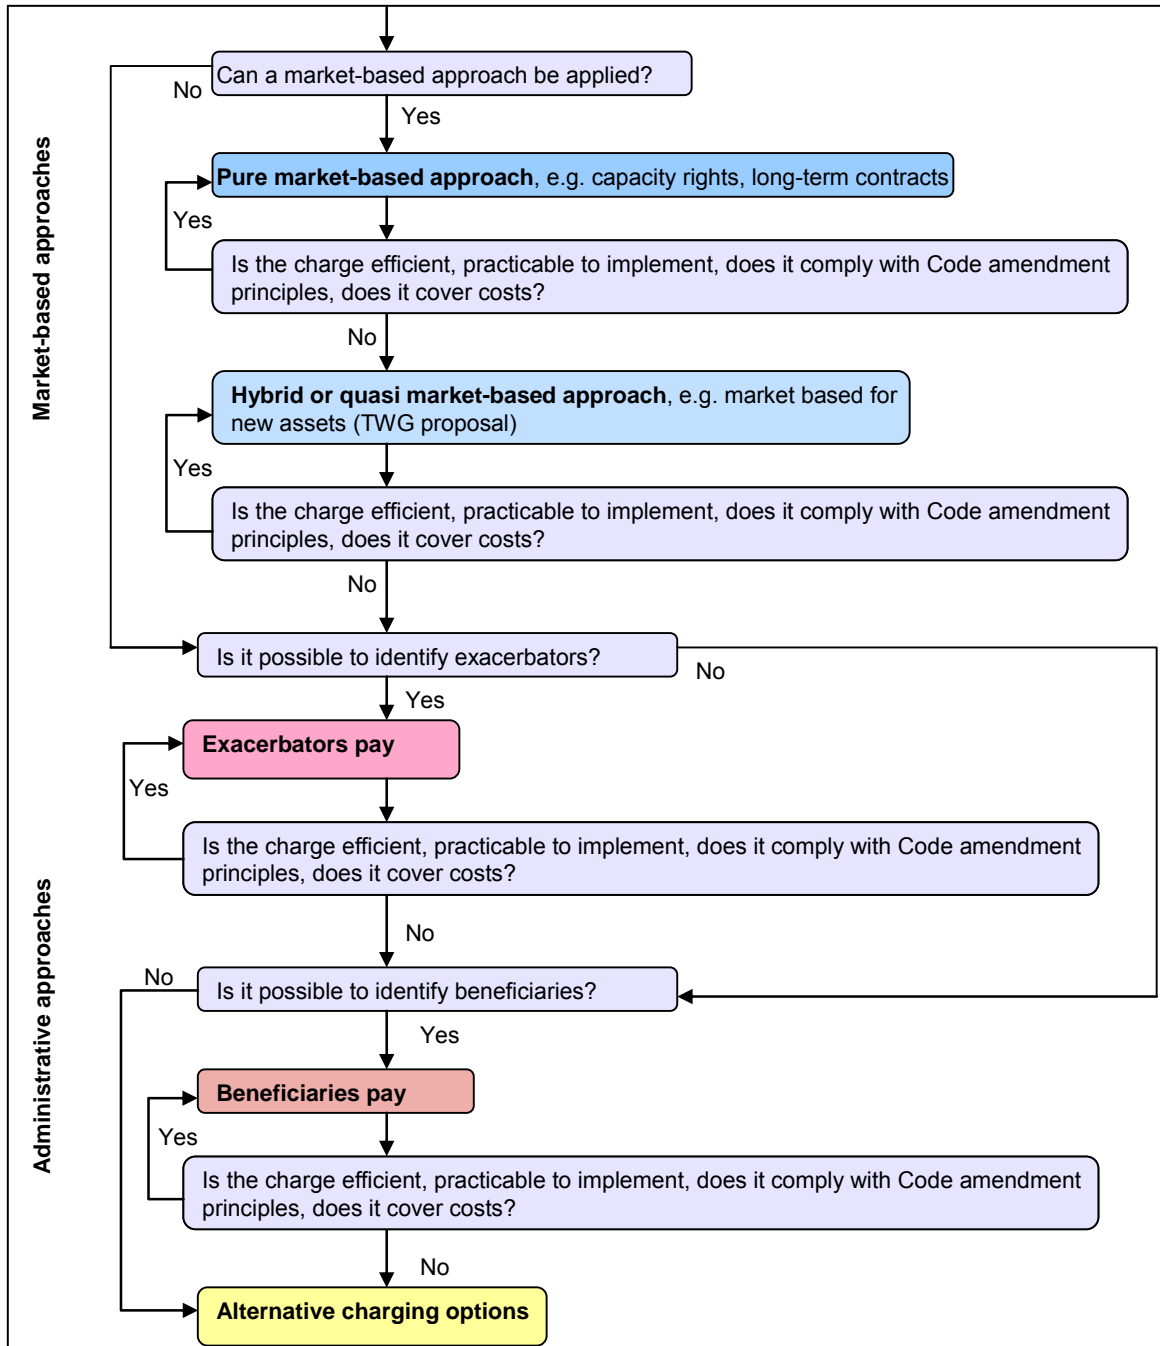 Can a market-based approach be applied?
No
Yes
Market-based approaches
Pure market-based approach, e.g. capacity rights, long-term contracts
Yes
Is the charge efficient, practicable to implement, does it comply with Code amendment
principles, does it cover costs?
No
Hybrid or quasi market-based approach, e.g. market based for
new assets (TWG proposal)
Yes
Is the charge efficient, practicable to implement, does it comply with Code amendment
principles, does it cover costs?
No
Is it possible to identify exacerbators?
No
Yes
Administrative approaches
Exacerbators pay
Yes
Is the charge efficient, practicable to implement, does it comply with Code amendment
principles, does it cover costs?
No
No
Is it possible to identify beneficiaries?
Yes
Beneficiaries pay
Yes
Is the charge efficient, practicable to implement, does it comply with Code amendment
principles, does it cover costs?
No
Alternative charging options